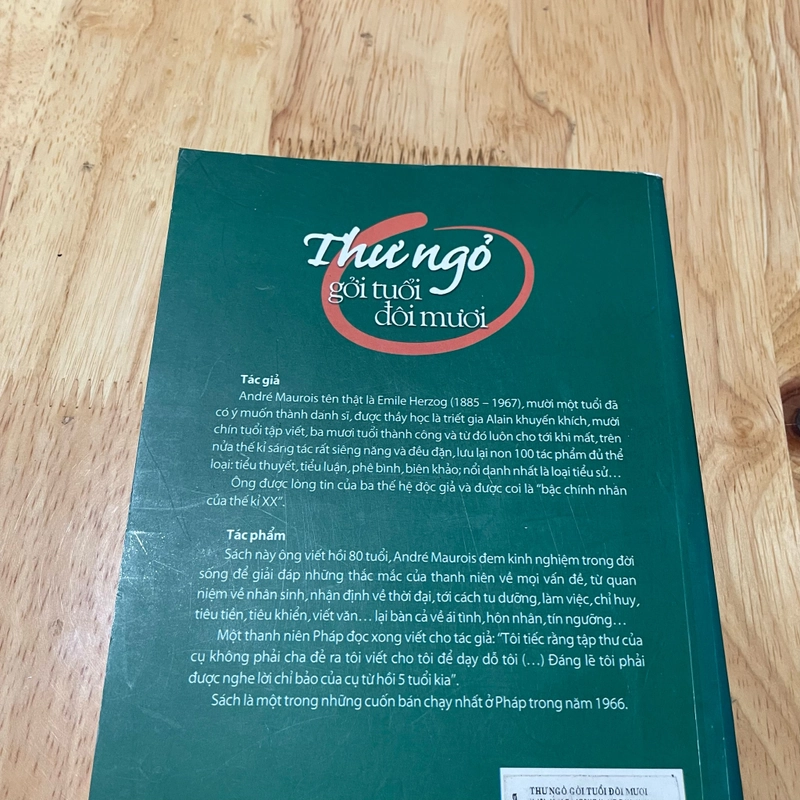 Thư ngỏ
gởi tuổi
đôi mươi
Tác giả
André Maurois tên thật là Emile Herzog (1885 – 1967), mười một tuổi đã
có ý muốn thành danh sĩ, được thầy học là triết gia Alain khuyến khích, mười
chín tuổi tập viết, ba mươi tuổi thành công và từ đó luôn cho tới khi mất, trên
nửa thế kỉ sáng tác rất siêng năng và đều đặn, lưu lại non 100 tác phẩm đủ thể
loại: tiểu thuyết, tiểu luận, phê bình, biên khảo; nổi danh nhất là loại tiểu sử...
Ông được lòng tin của ba thế hệ độc giả và được coi là "bậc chính nhân
của thế kỉ XX".
Tác phẩm
Sách này ông viết hồi 80 tuổi, André Maurois đem kinh nghiệm trong đời
sống để giải đáp những thắc mắc của thanh niên về mọi vấn đề, từ quan
niệm về nhân sinh, nhận định về thời đại, tới cách tu dưỡng, làm việc, chỉ huy,
tiêu tiền, tiêu khiển, viết văn... lại bàn cả về ái tình, hôn nhân, tín ngưỡng...
Một thanh niên Pháp đọc xong viết cho tác giả: "Tôi tiếc rằng tập thư của
cụ không phải cha đẻ ra tôi viết cho tôi để dạy dỗ tôi (...) Đáng lẽ tôi phải
được nghe lời chỉ bảo của cụ từ hồi 5 tuổi kia".
Sách là một trong những cuốn bán chạy nhất ở Pháp trong năm 1966.
THƯ NGỎ GỞI TUỔI ĐÔI MƯƠI